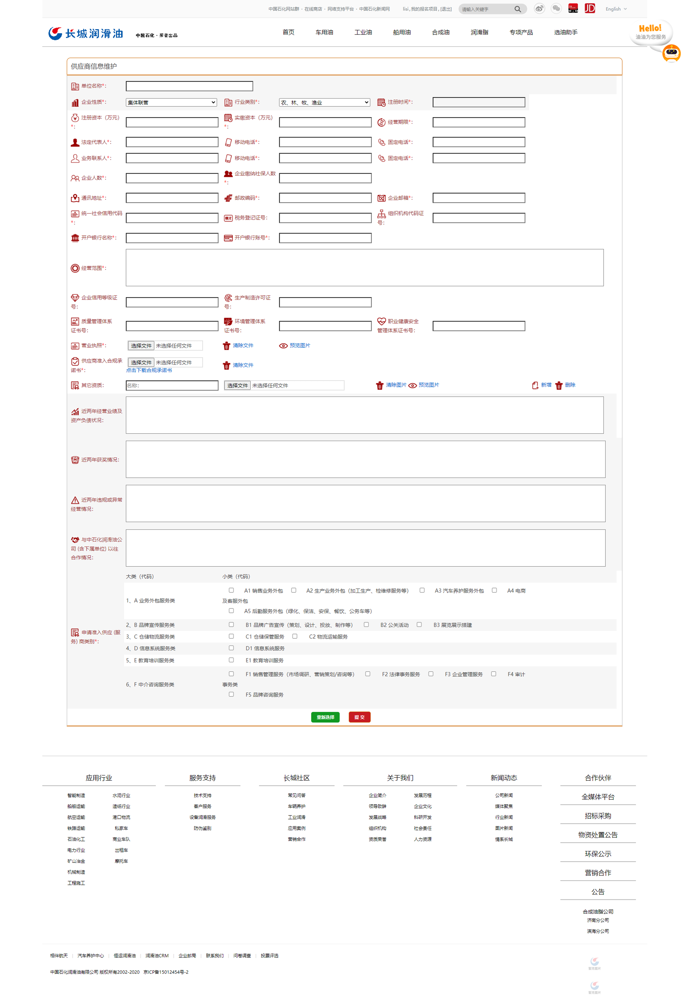 中国石化网站群 · 在线商店 · 网络支持平台 · 中国石化新闻网 lisi ,我的报名项目 , [退出] 请输入关键字 JD English
长城润滑油 中国石化 · 荣誉出品 首页 车用油 工业油 船用油 合成油 润滑脂 专项产品 选油助手
Hello!
油油为您服务
供应商信息维护
单位名称*：
企业性质*： 集体联营 行业类别*： 农、林、牧、渔业 注册时间*：
注册资本（万元）*： 实缴资本（万元）*： 经营期限*：
法定代表人*： 移动电话*： 固定电话*：
业务联系人*： 移动电话*： 固定电话*：
企业人数*： 企业缴纳社保人数*：
通讯地址*： 邮政编码*： 企业邮箱*：
统一社会信用代码*： 税务登记证号： 组织机构代码证号：
开户银行名称*： 开户银行账号*：
经营范围*：
企业信用等级证号： 生产制造许可证号：
质量管理体系证书号： 环境管理体系证书号： 职业健康安全管理体系证书号：
营业执照*： 选择文件 未选择任何文件 清除文件 预览图片
供应商准入合规承诺书*： 选择文件 未选择任何文件 清除文件
点击下载合规承诺书
其它资质： 名称： 选择文件 未选择任何文件 清除图片 预览图片 新增 删除
近两年经营业绩及
资产负债状况：
近两年获奖情况：
近两年违规或异常
经营情况：
与中石化润滑油公
司 (含下属单位) 以往
合作情况：
申请准入供应 (服
务) 商类别*：
大类（代码） 小类（代码）
1、A 业务外包服务类
A1 销售业务外包 A2 生产业务外包（加工生产、检维修服务等） A3 汽车养护服务外包 A4 电商
及客服外包
A5 后勤服务外包（绿化、保洁、安保、餐饮、公务车等）
2、B 品牌宣传服务类 B1 品牌广告宣传（策划、设计、投放、制作等） B2 公关活动 B3 展览展示搭建
3、C 仓储物流服务类 C1 仓储保管服务 C2 物流运输服务
4、D 信息系统服务类 D1 信息系统服务
5、E 教育培训服务类 E1 教育培训服务
6、F 中介咨询服务类
F1 销售管理服务（市场调研、营销策划/咨询等） F2 法律事务服务 F3 企业管理服务 F4 审计
事务类
F5 品牌咨询服务
重新选择 提 交
应用行业 服务支持 长城社区 关于我们 新闻动态 合作伙伴
智能制造 水泥行业 技术支持 常见问答 企业简介 发展历程 公司新闻 全媒体平台
船舶运输 造纸行业 客户服务 车辆养护 领导致辞 企业文化 媒体聚焦
航空运输 港口物流 设备润滑服务 工业润滑 发展战略 科研开发 行业新闻 招标采购
铁路运输 私家车 防伪鉴别 应用案例 组织机构 社会责任 图片新闻 物资处置公告
石油化工 商业车队 营销合作 资质荣誉 人力资源 情系长城
电力行业 出租车 环保公示
矿山冶金 摩托车
机械制造 营销合作
工程施工
公告
合成油脂公司
济南分公司
滨海分公司
相伴航天 | 汽车养护中心 | 恒运润滑油 | 润滑油CRM | 企业邮局 | 联系我们 | 问卷调查 | 投票评选
中国石化润滑油有限公司 版权所有2002-2020 京ICP备15012454号-2
暂无图片
暂无图片